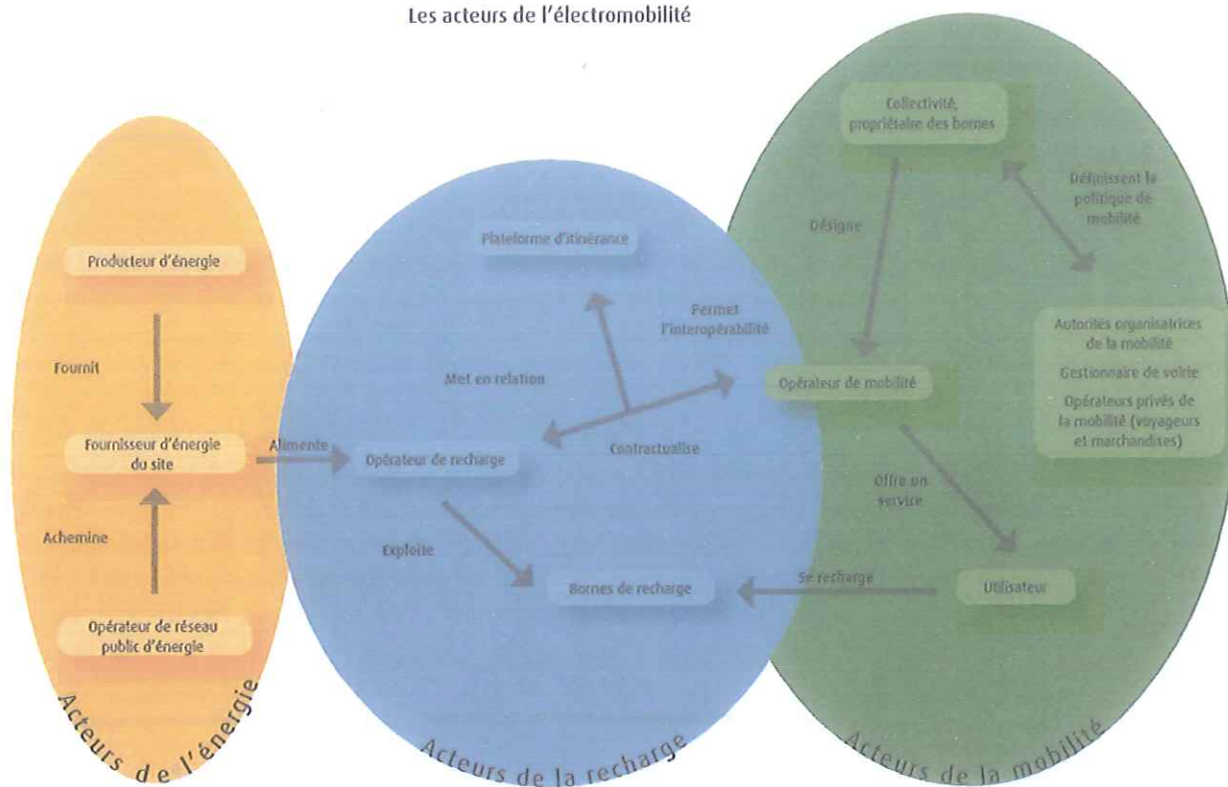 Les acteurs de l'électromobilité
Producteur d'énergie
Fournit
Fournisseur d'énergie
du site
Achemine
Opérateur de réseau
public d'énergie
Acteurs de l'énergie
Alimente
Plateforme d'itinérance
Met en relation
Permet
l'interopérabilité
Contractualise
Opérateur de recharge
Exploite
Bornes de recharge
Acteurs de la recharge
Collectivité,
propriétaire des bornes
Désigne
Définissent la
politique de
mobilité
Autorités organisatrices
de la mobilité
Gestionnaire de voirie
Opérateurs privés de
la mobilité (voyageurs
et marchandises)
Opérateur de mobilité
Offre un
service
Se recharge
Utilisateur
Acteurs de la mobilité